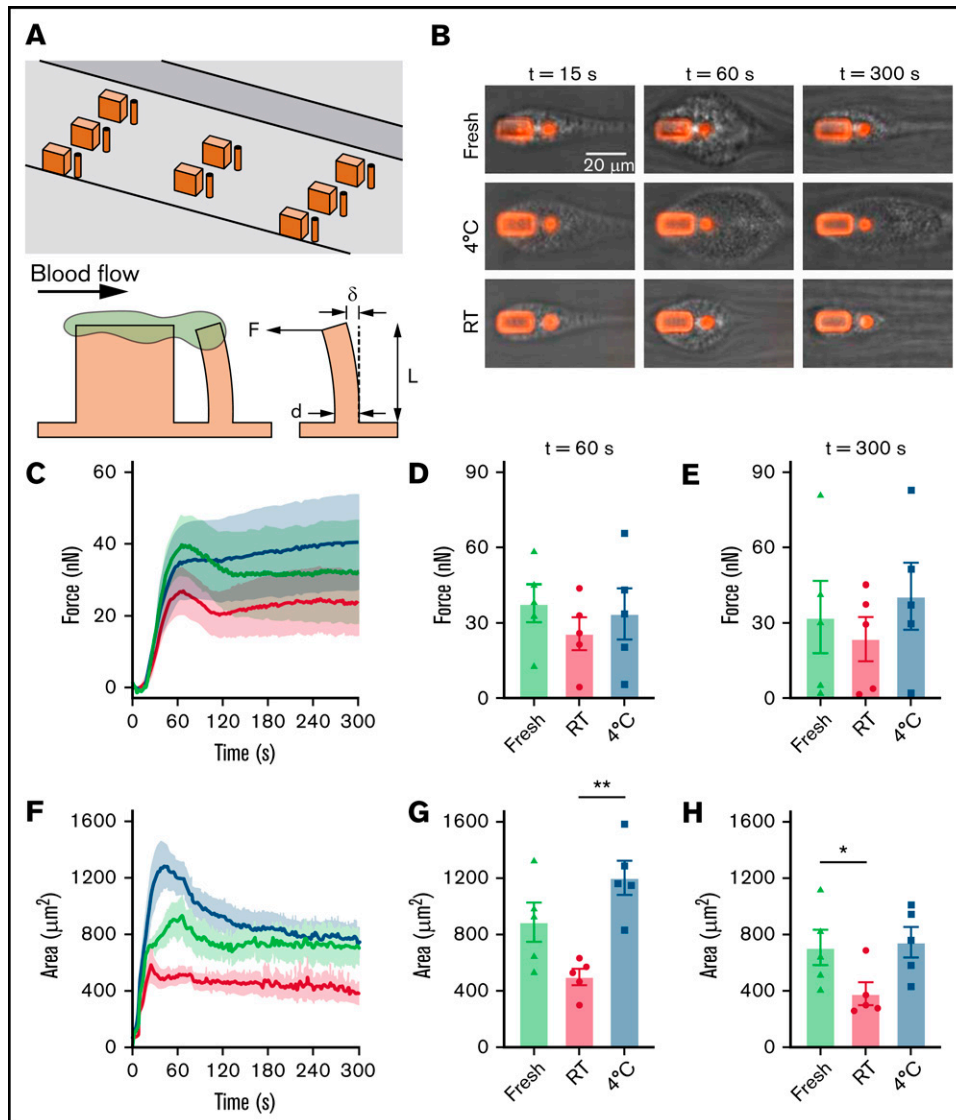 A
Blood flow
F
δ
d
L
B
t = 15 s
t = 60 s
t = 300 s
Fresh
20 μm
4°C
RT
C
Force (nN)
60
40
20
0
0 60 120 180 240 300
Time (s)
D
t = 60 s
Force (nN)
90
60
30
0
Fresh RT 4°C
E
t = 300 s
Force (nN)
90
60
30
0
Fresh RT 4°C
F
Area (μm²)
1600
1200
800
400
0
0 60 120 180 240 300
Time (s)
G
Area (μm²)
1600
1200
800
400
0
**
Fresh RT 4°C
H
Area (μm²)
1600
1200
800
400
0
*
Fresh RT 4°C